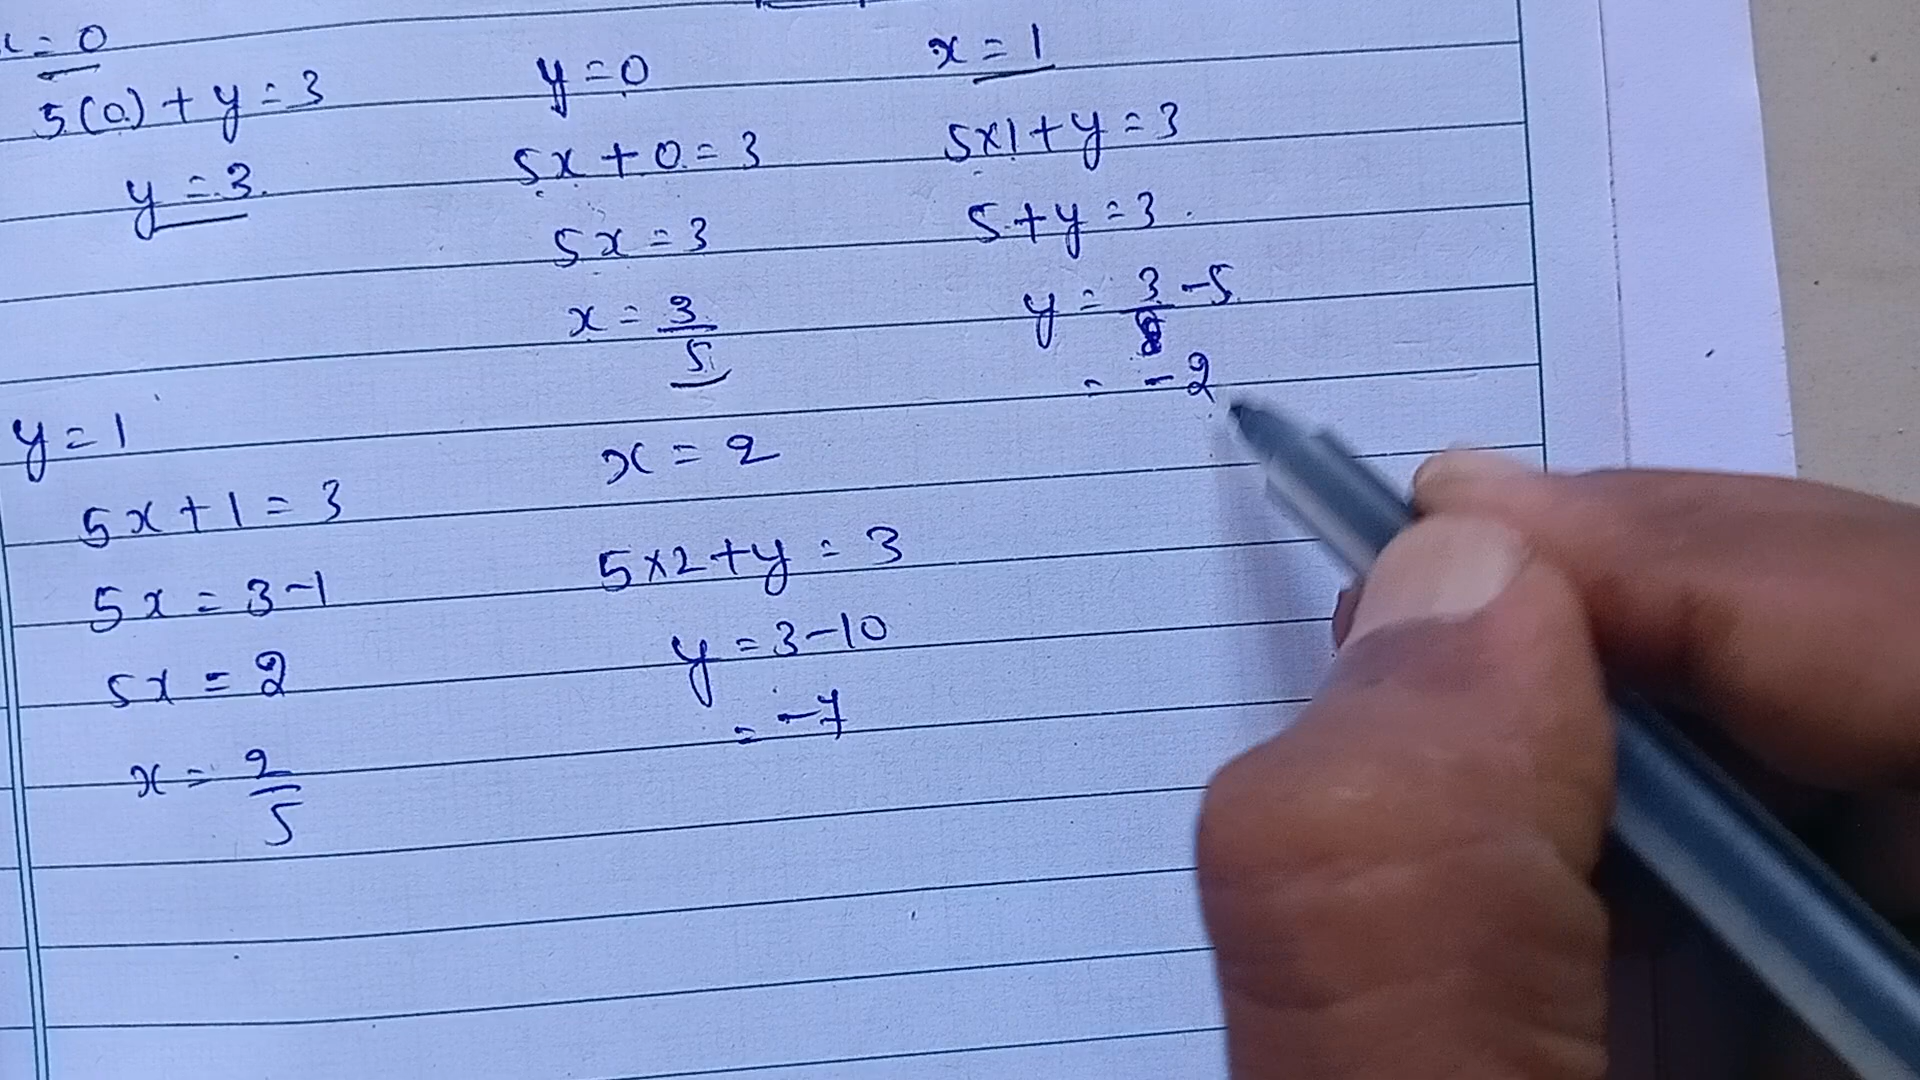 x = 0
5(0) + y = 3
y = 3
y = 0
5x + 0 = 3
5x = 3
x = 3/5
x = 1
5x1 + y = 3
5 + y = 3
y = 3 - 5
= -2
y = 1
5x + 1 = 3
5x = 3 - 1
5x = 2
x = 2/5
x = 2
5x2 + y = 3
y = 3 - 10
= -7